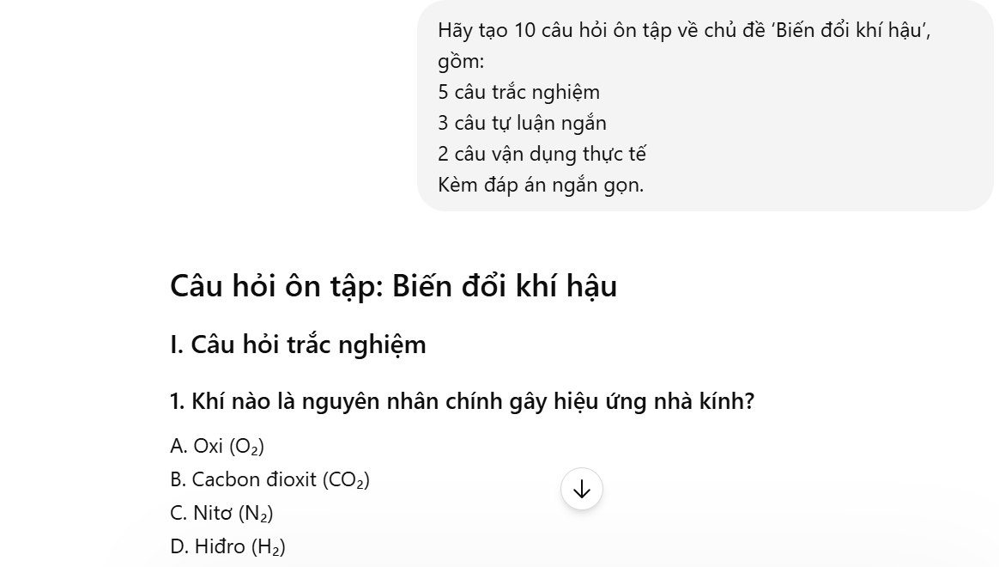 Hãy tạo 10 câu hỏi ôn tập về chủ đề ‘Biến đổi khí hậu’,
gồm:
5 câu trắc nghiệm
3 câu tự luận ngắn
2 câu vận dụng thực tế
Kèm đáp án ngắn gọn.
Câu hỏi ôn tập: Biến đổi khí hậu
I. Câu hỏi trắc nghiệm
1. Khí nào là nguyên nhân chính gây hiệu ứng nhà kính?
A. Oxi (O₂)
B. Cacbon đioxit (CO₂)
C. Nitơ (N₂)
D. Hiđro (H₂)